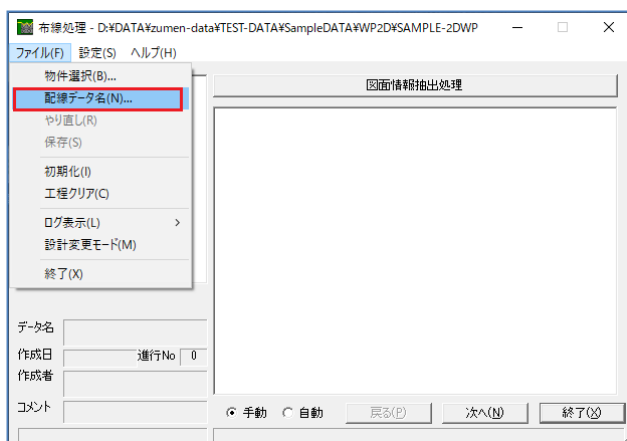 布線処理 - D:¥DATA¥zumen-data¥TEST-DATA¥SampleDATA¥WP2D¥SAMPLE-2DWP
ファイル(F) 設定(S) ヘルプ(H)
物件選択(B)...
配線データ名(N)...
やり直し(R)
保存(S)
初期化(I)
工程クリア(C)
ログ表示(L) >
設計変更モード(M)
終了(X)
図面情報抽出処理
データ名
作成日 進行No 0
作成者
コメント
手動 自動 戻る(P) 次へ(N) 終了(X)